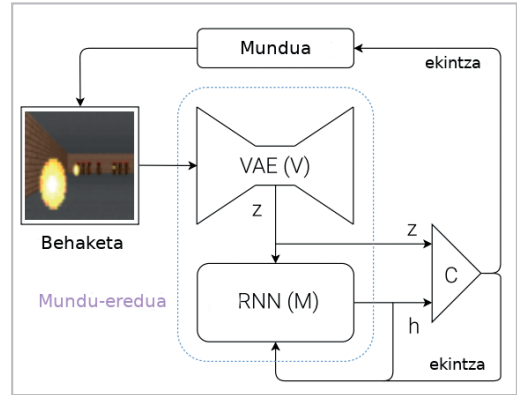 Mundua
ekintza
VAE (V)
z
Behaketa
z
C
Mundu-eredua
RNN (M)
h
ekintza